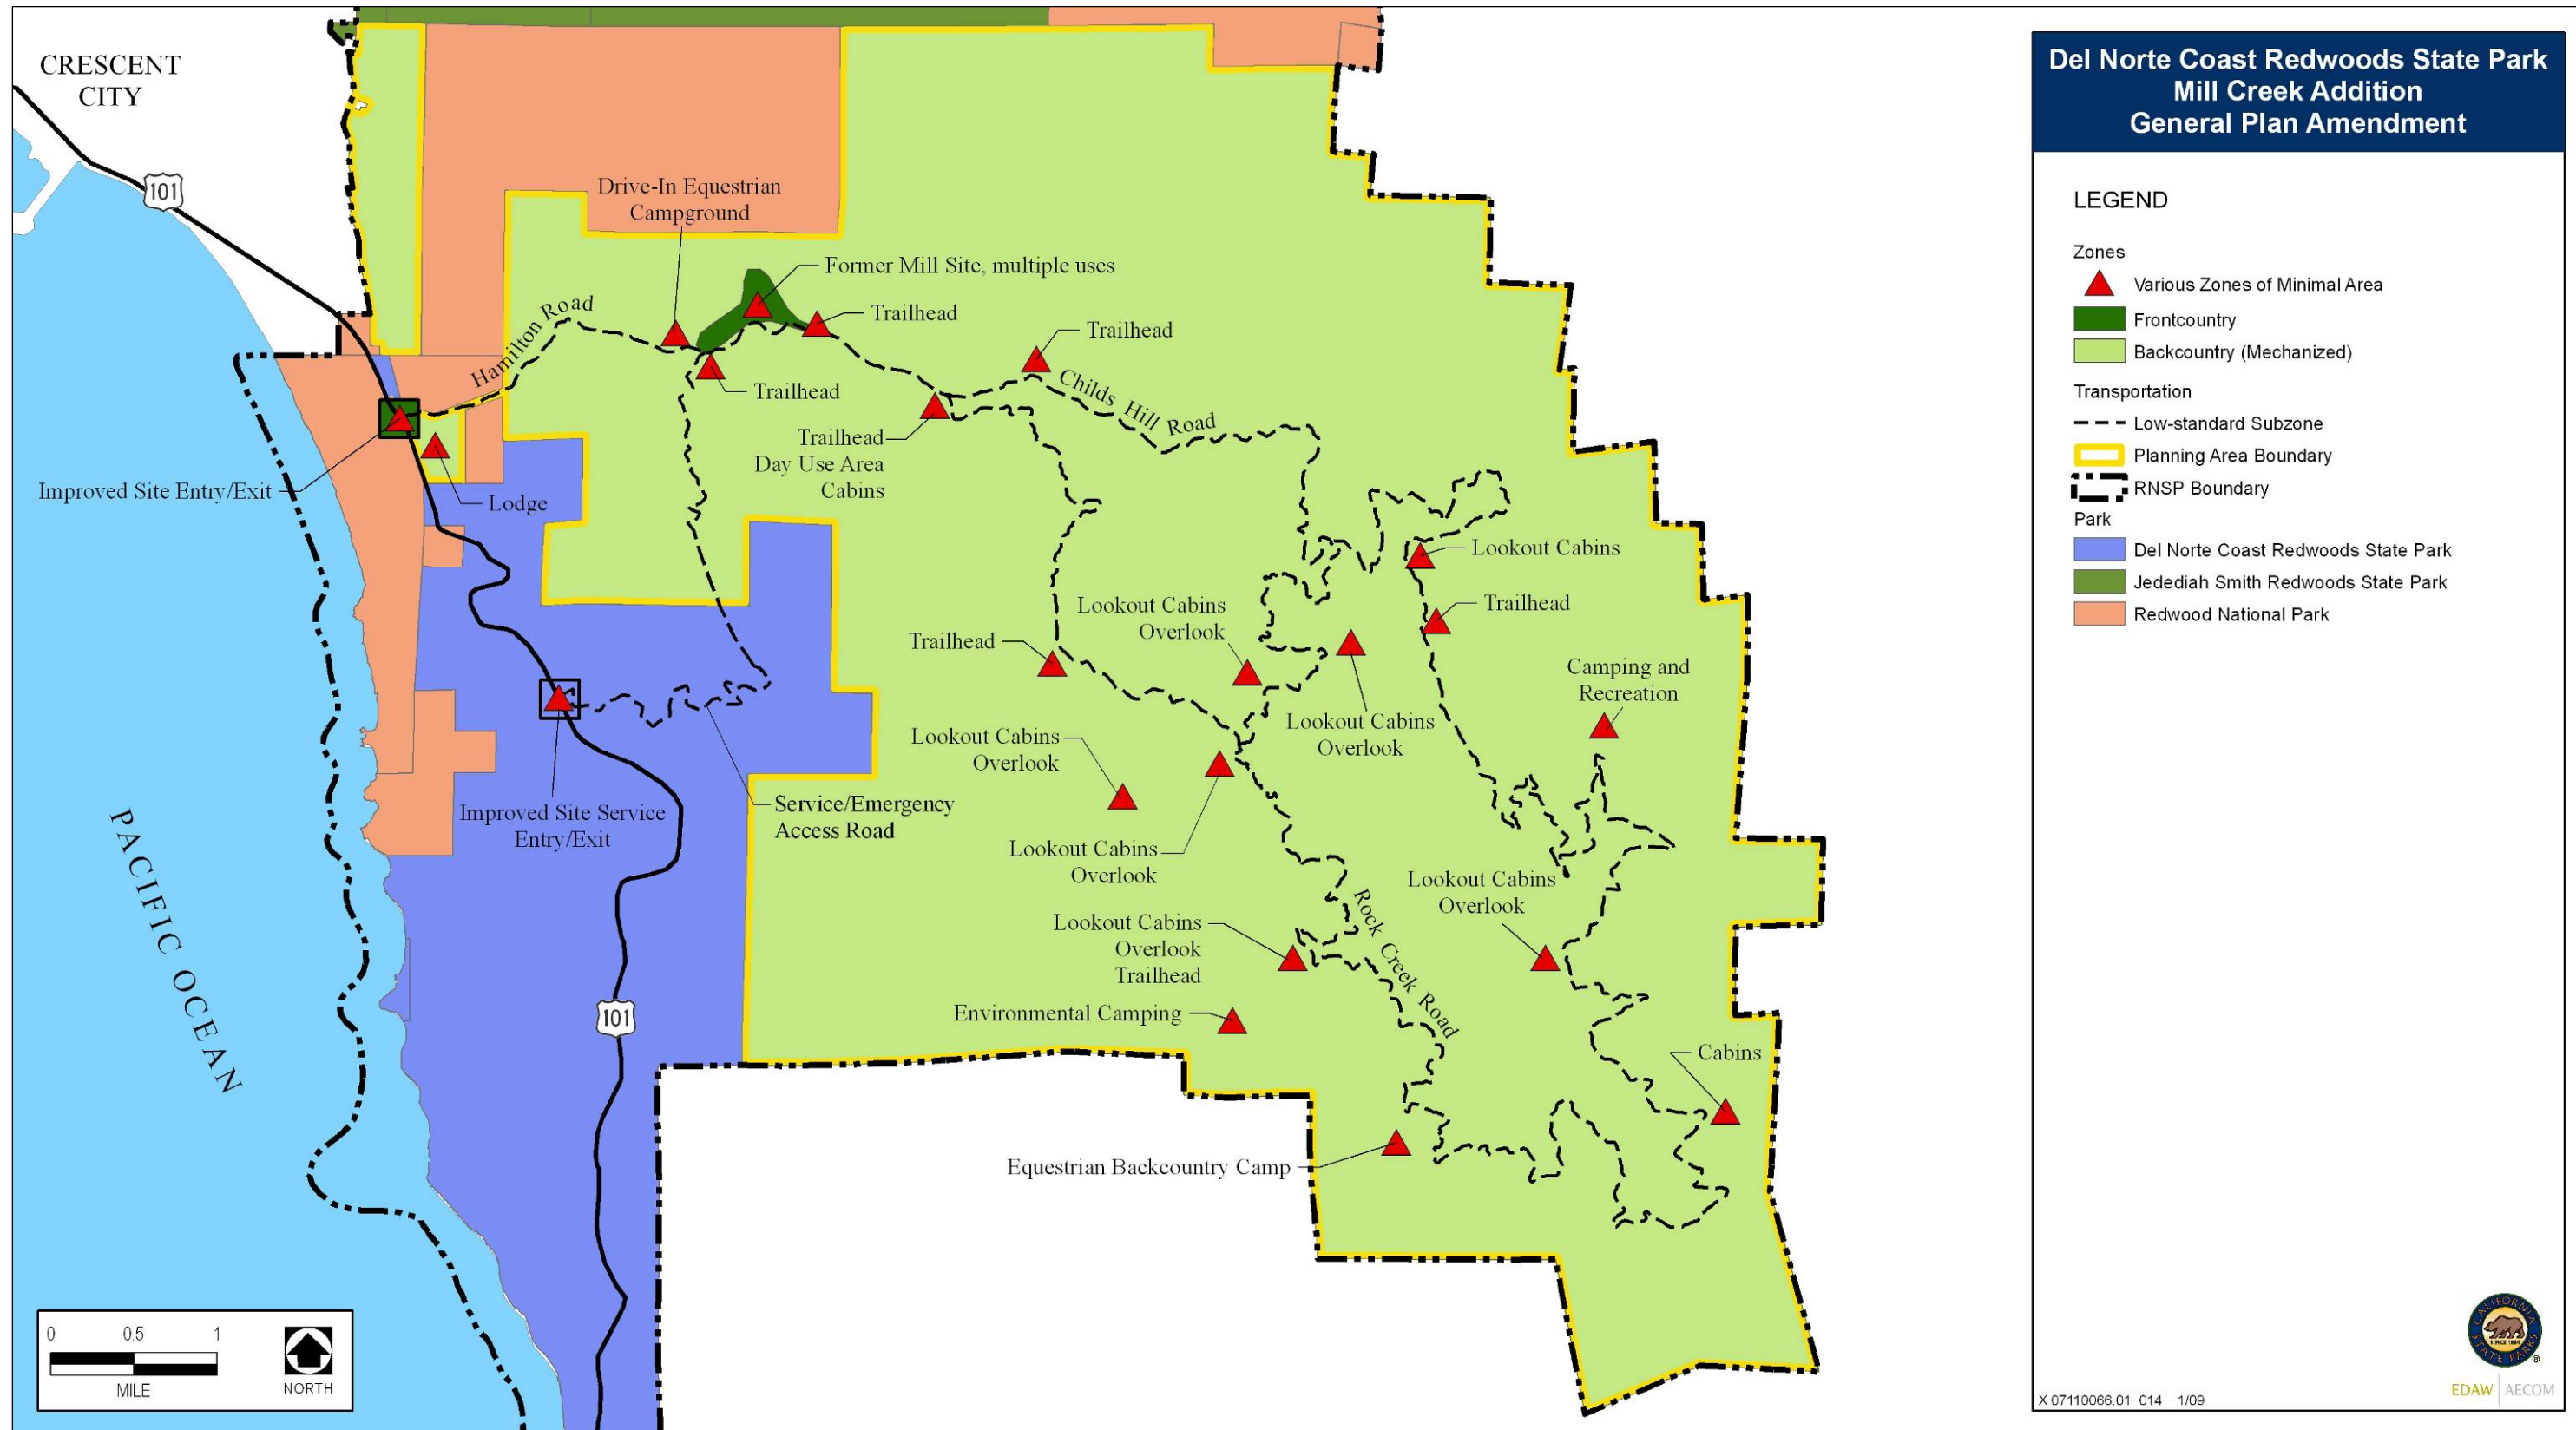 CRESCENT
CITY
101
Drive-In Equestrian
Campground
Former Mill Site, multiple uses
Hamilton Road
Trailhead
Trailhead
Trailhead
Childs Hill Road
Trailhead
Day Use Area
Cabins
Improved Site Entry/Exit
Lodge
Lookout Cabins
Trailhead
Lookout Cabins
Overlook
Trailhead
Camping and
Recreation
Lookout Cabins
Overlook
Lookout Cabins
Overlook
Improved Site Service
Entry/Exit
Service/Emergency
Access Road
Lookout Cabins
Overlook
Lookout Cabins
Overlook
Rock Creek Road
Lookout Cabins
Overlook
Trailhead
Environmental Camping
101
PACIFIC OCEAN
Cabins
Equestrian Backcountry Camp
0 0.5 1
MILE
NORTH
Del Norte Coast Redwoods State Park
Mill Creek Addition
General Plan Amendment
LEGEND
Zones
Various Zones of Minimal Area
Frontcountry
Backcountry (Mechanized)
Transportation
Low-standard Subzone
Planning Area Boundary
RNSP Boundary
Park
Del Norte Coast Redwoods State Park
Jedediah Smith Redwoods State Park
Redwood National Park
CALIFORNIA
SINCE 1864
STATE PARKS
®
EDAW | AECOM
X 07110066.01 014 1/09